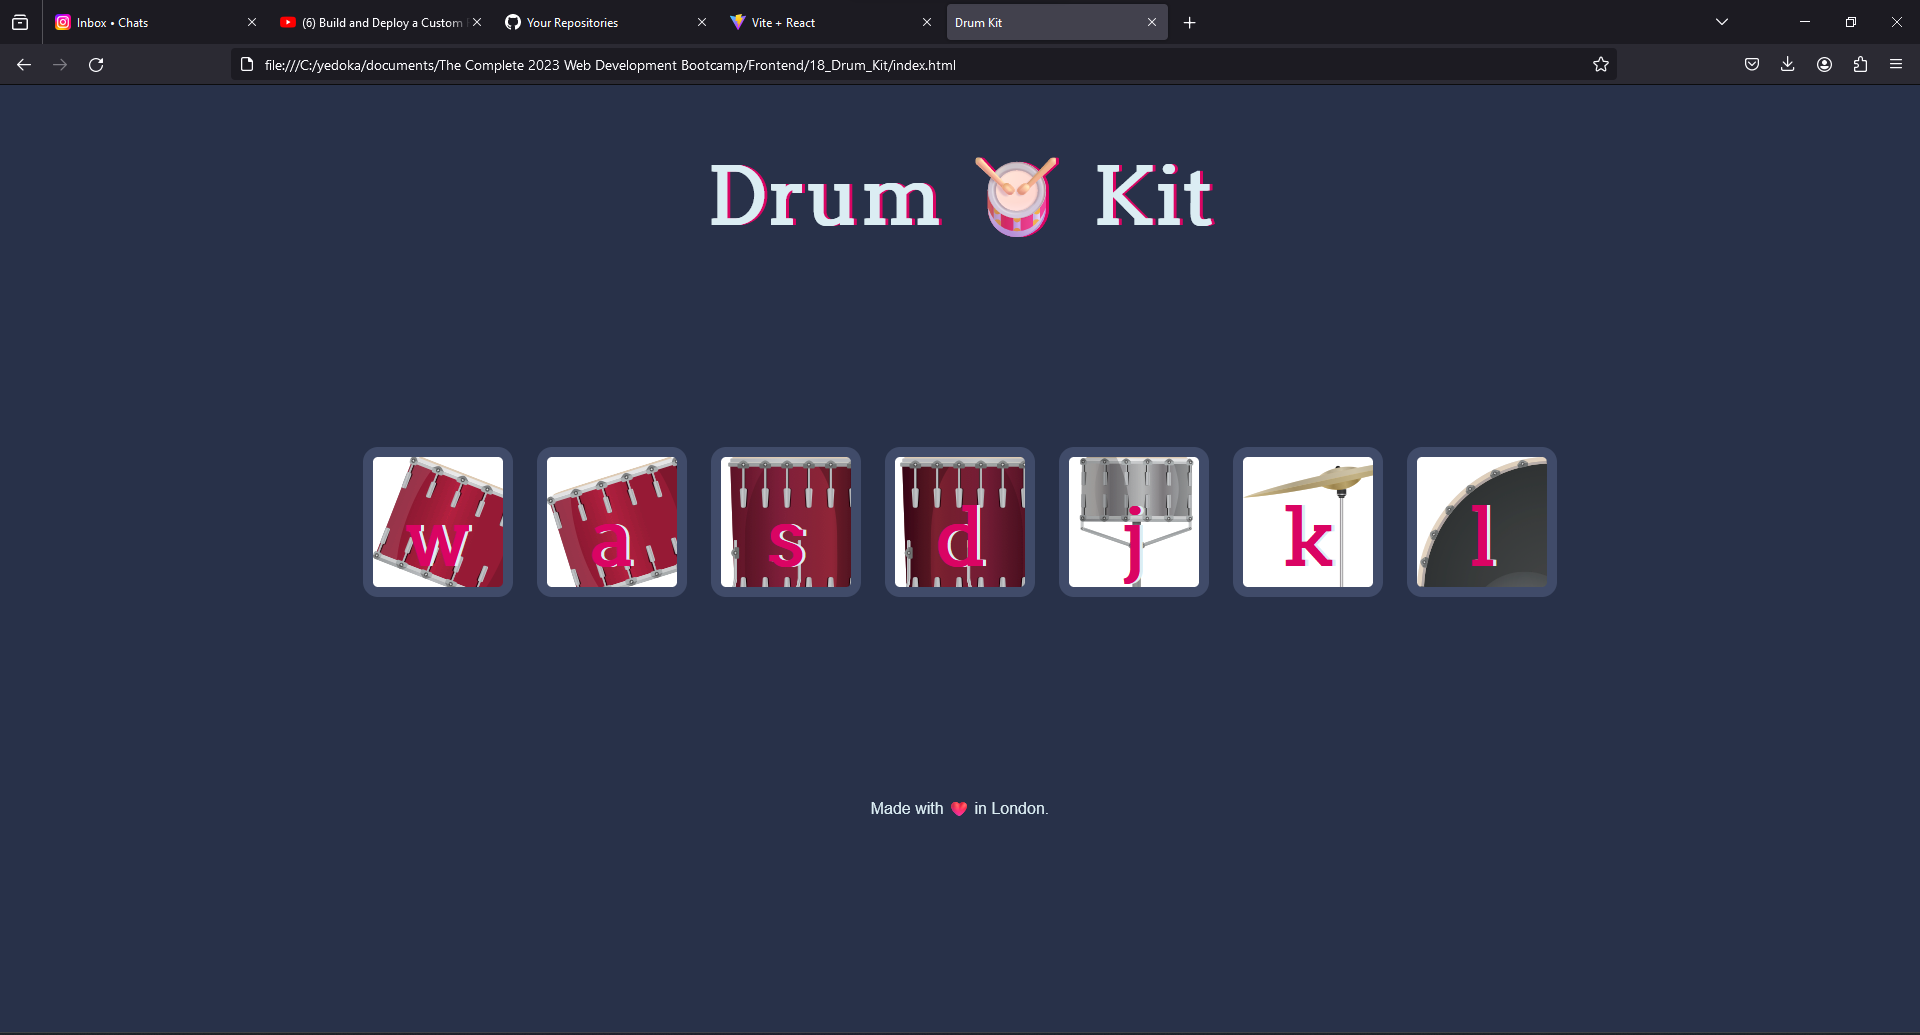 Inbox • Chats
(6) Build and Deploy a Custom
Your Repositories
Vite + React
Drum Kit
file:///C:/yedoka/documents/The Complete 2023 Web Development Bootcamp/Frontend/18_Drum_Kit/index.html
Drum 🥁 Kit
w a s d j k l
Made with ❤️ in London.